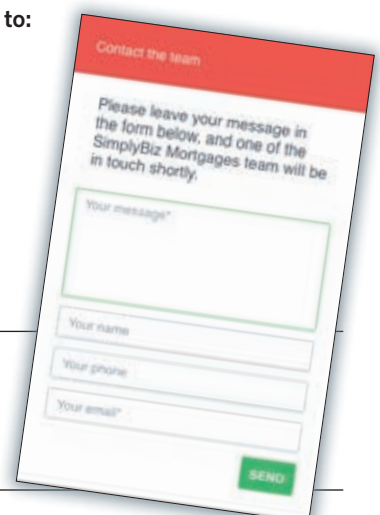 to:
Contact the team
Please leave your message in
the form below, and one of the
SimplyBiz Mortgages team will be
in touch shortly.
Your message*
Your name
Your phone
Your email*
SEND